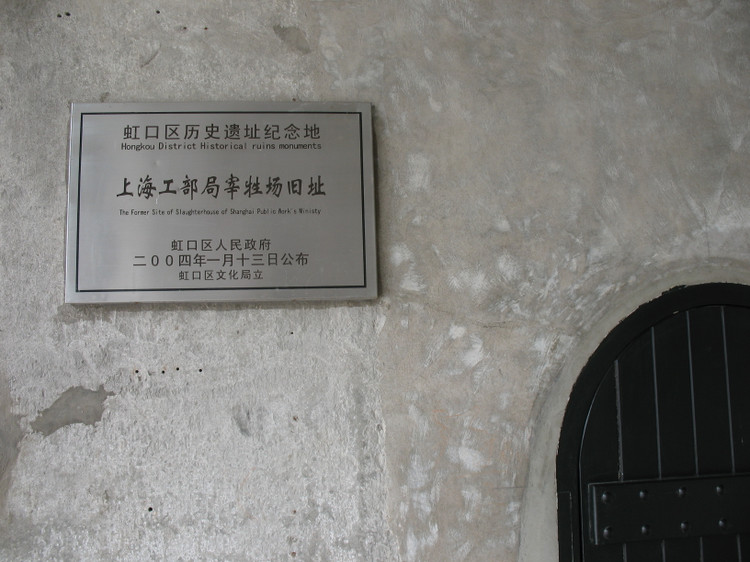 虹口区历史遗址纪念地
Hongkou District Historical ruins monuments
上海工部局宰牲场旧址
The Former Site of Slaughterhouse of Shanghai Public Work's Ministy
虹口区人民政府
二00四年一月十三日公布
虹口区文化局立